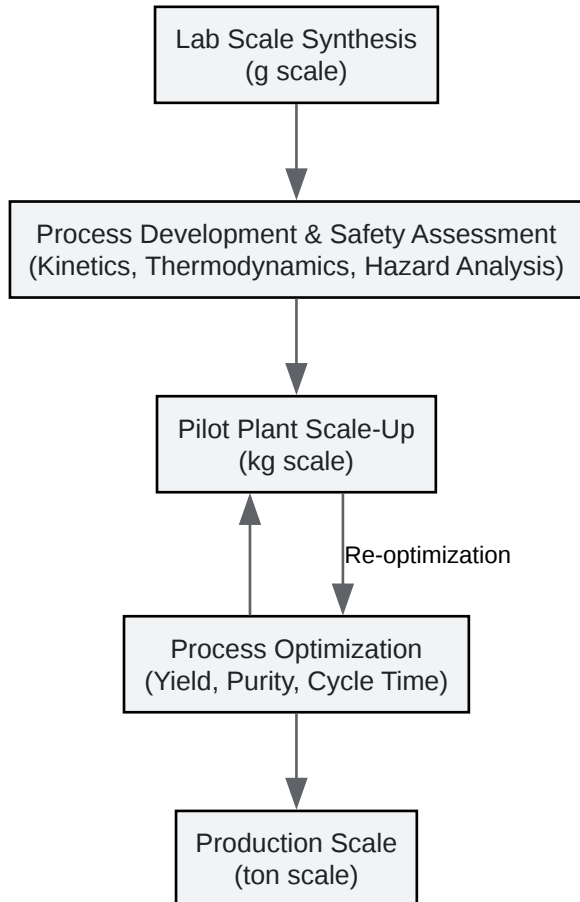 Lab Scale Synthesis
(g scale)
Process Development & Safety Assessment
(Kinetics, Thermodynamics, Hazard Analysis)
Pilot Plant Scale-Up
(kg scale)
Re-optimization
Process Optimization
(Yield, Purity, Cycle Time)
Production Scale
(ton scale)